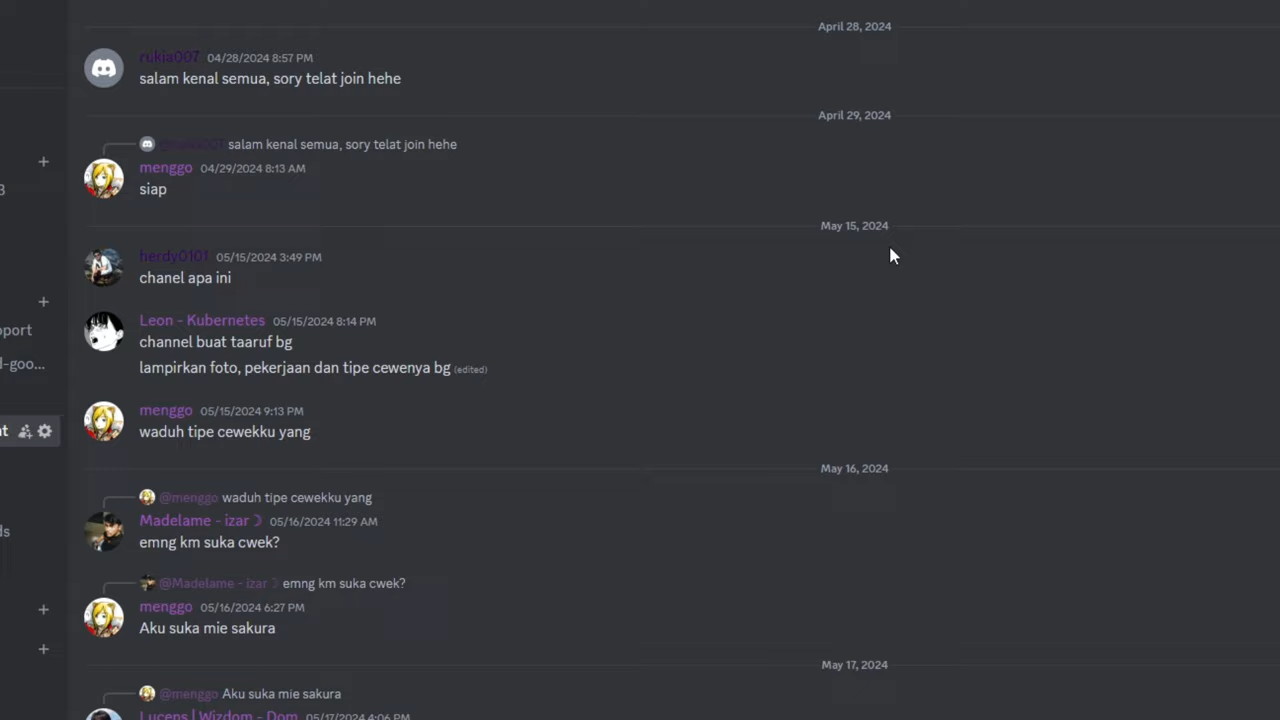 April 28, 2024
rukia007 04/28/2024 8:57 PM
salam kenal semua, sory telat join hehe
April 29, 2024
@rukia007 salam kenal semua, sory telat join hehe
menggo 04/29/2024 8:13 AM
siap
3
May 15, 2024
herdy0101 05/15/2024 3:49 PM
chanel apa ini
Leon - Kubernetes 05/15/2024 8:14 PM
pport
channel buat taaruf bg
l-goo...
lampirkan foto, pekerjaan dan tipe cewenya bg (edited)
menggo 05/15/2024 9:13 PM
at
waduh tipe cewekku yang
May 16, 2024
@menggo waduh tipe cewekku yang
Madelame - izar ☽ 05/16/2024 11:29 AM
ds
emng km suka cwek?
@Madelame - izar ☽ emng km suka cwek?
menggo 05/16/2024 6:27 PM
Aku suka mie sakura
May 17, 2024
@menggo Aku suka mie sakura
Lucens | Wizdom - Dom 05/17/2024 4:06 PM